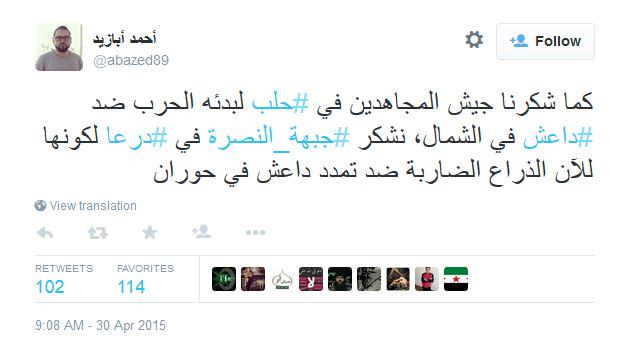 أحمد أبازيد
@abazed89
Follow
كما شكرنا جيش المجاهدين في #حلب لبدئه الحرب ضد
#داعش في الشمال، نشكر #جبهة_النصرة في #درعا لكونها
للآن الذراع الضاربة ضد تمدد داعش في حوران
View translation
RETWEETS FAVORITES
102 114
9:08 AM - 30 Apr 2015